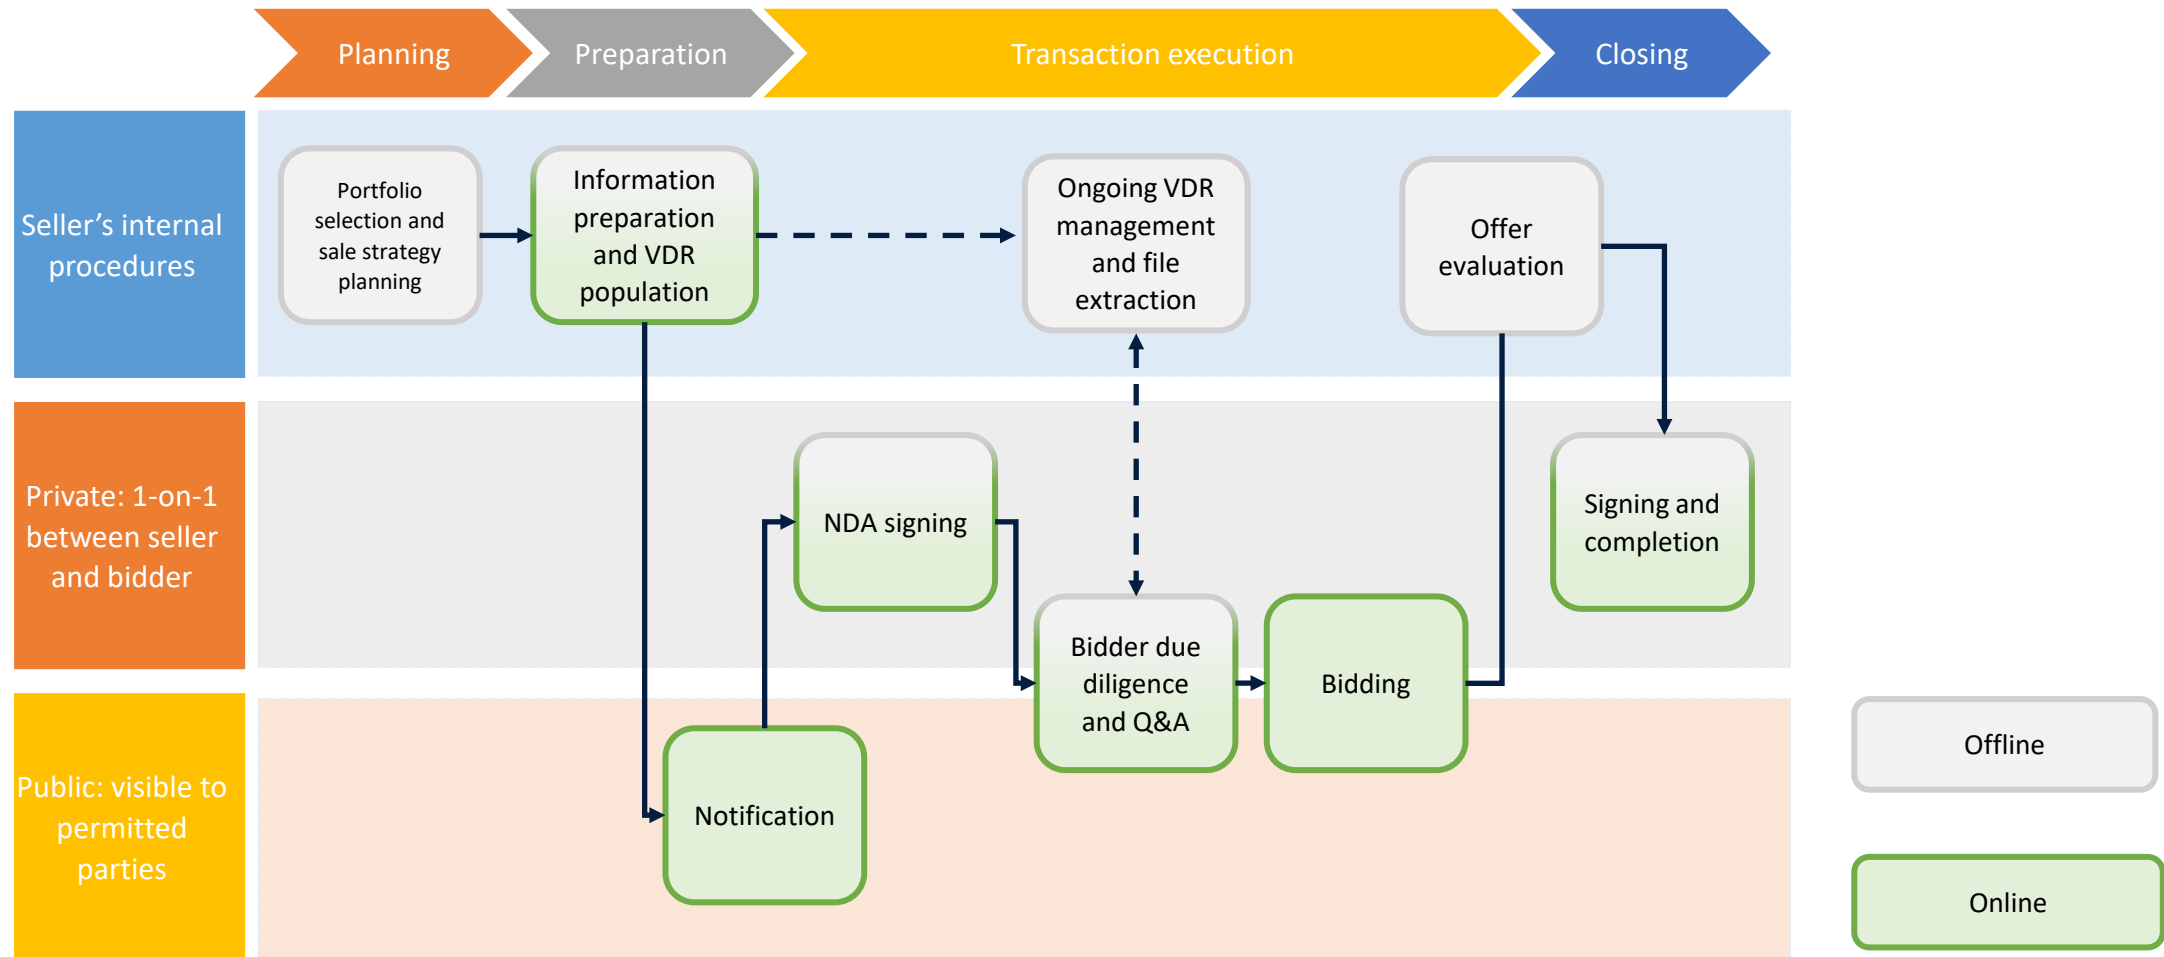 Planning
Preparation
Transaction execution
Closing
Seller’s internal
procedures
Portfolio
selection and
sale strategy
planning
Information
preparation
and VDR
population
Ongoing VDR
management
and file
extraction
Offer
evaluation
Private: 1-on-1
between seller
and bidder
NDA signing
Signing and
completion
Bidder due
diligence
and Q&A
Bidding
Public: visible to
permitted
parties
Notification
Offline
Online